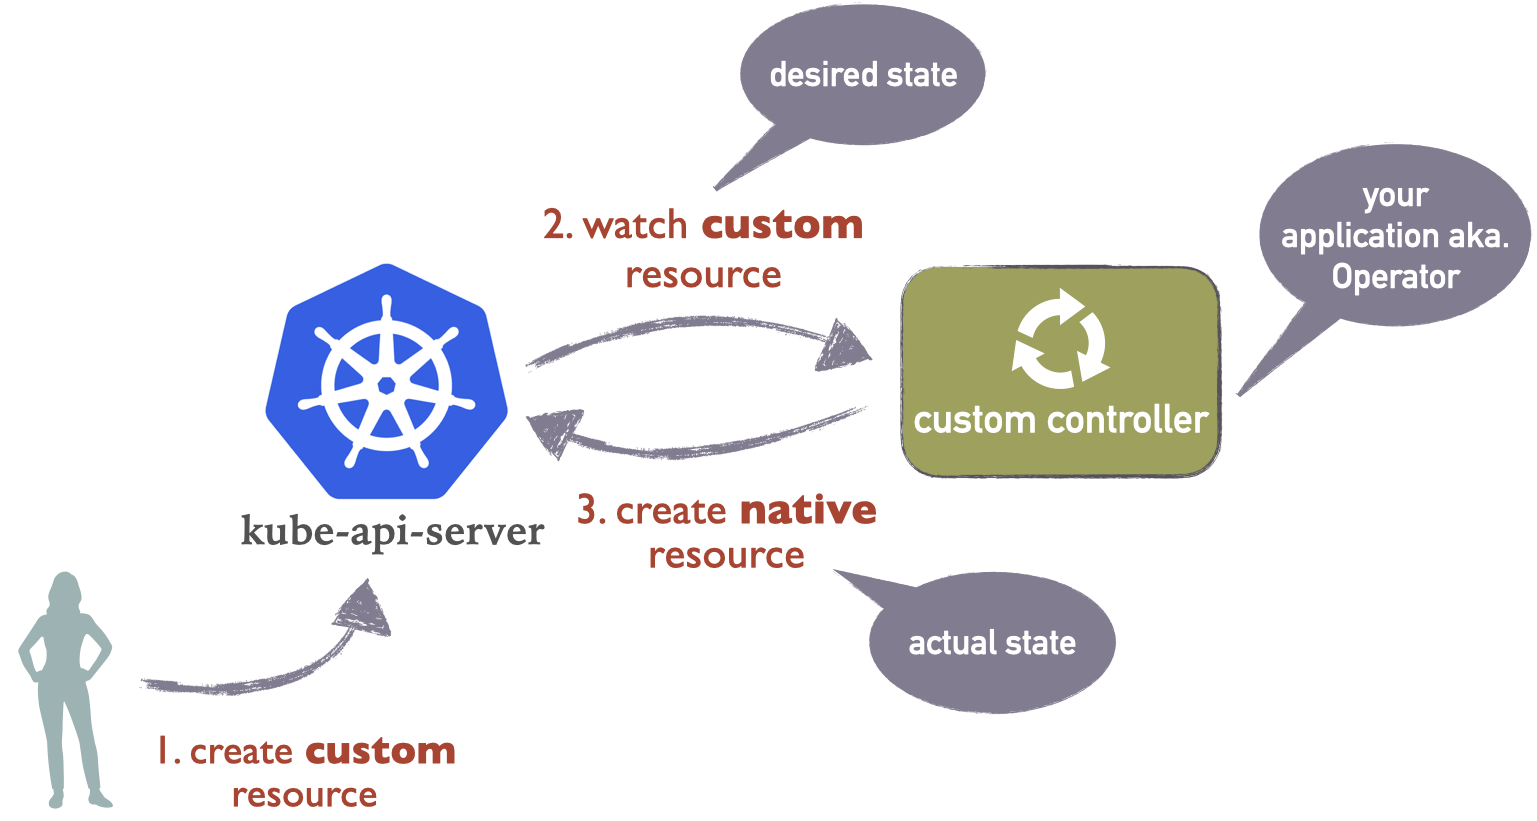 desired state
your
application aka.
Operator
2. watch custom
resource
custom controller
kube-api-server
3. create native
resource
actual state
1. create custom
resource